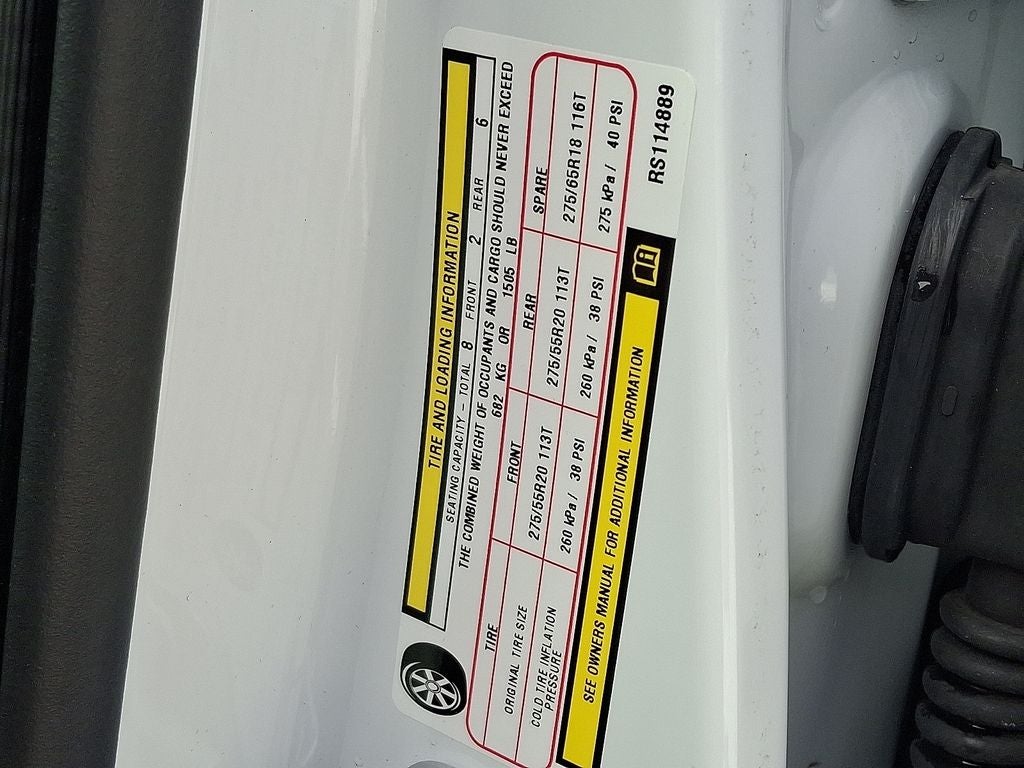 TIRE AND LOADING INFORMATION
SEATING CAPACITY - TOTAL 8 FRONT 2 REAR 6
THE COMBINED WEIGHT OF OCCUPANTS AND CARGO SHOULD NEVER EXCEED
682 KG OR 1505 LB
TIRE FRONT REAR SPARE
ORIGINAL TIRE SIZE 275/55R20 113T 275/55R20 113T 275/65R18 116T
COLD TIRE INFLATION PRESSURE 260 kPa / 38 PSI 260 kPa / 38 PSI 275 kPa / 40 PSI
SEE OWNERS MANUAL FOR ADDITIONAL INFORMATION
RS114889